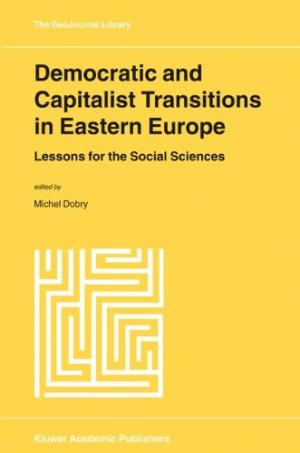 The GeoJournal Library
Democratic and
Capitalist Transitions
in Eastern Europe
Lessons for the Social Sciences
edited by
Michel Dobry
Kluwer Academic Publishers